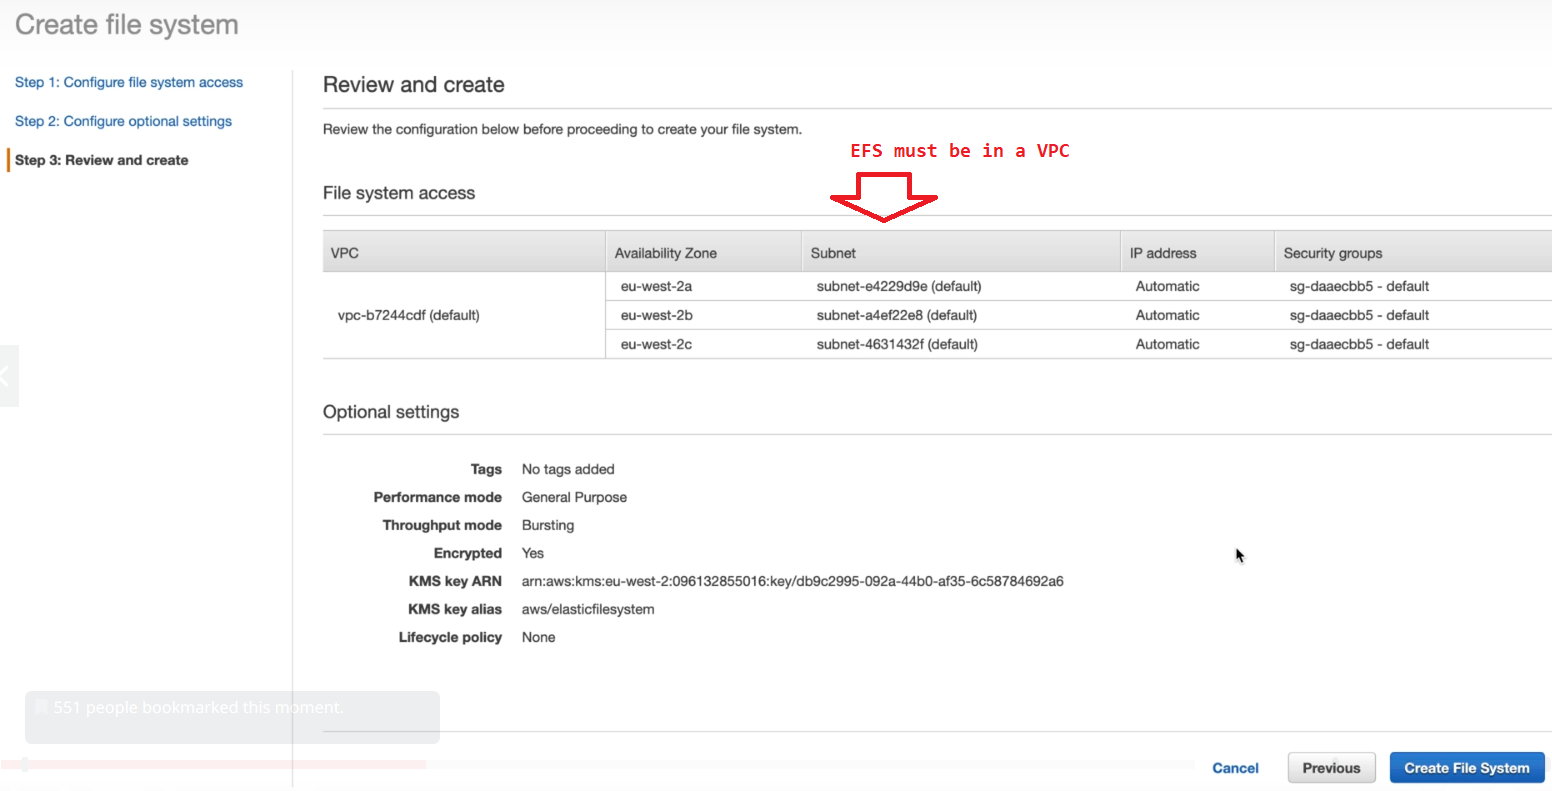 Create file system
Step 1: Configure file system access
Step 2: Configure optional settings
Step 3: Review and create
Review and create
Review the configuration below before proceeding to create your file system.
EFS must be in a VPC
File system access
VPC Availability Zone Subnet IP address Security groups
eu-west-2a subnet-e4229d9e (default) Automatic sg-daaecbb5 - default
vpc-b7244cdf (default) eu-west-2b subnet-a4ef22e8 (default) Automatic sg-daaecbb5 - default
eu-west-2c subnet-4631432f (default) Automatic sg-daaecbb5 - default
Optional settings
Tags No tags added
Performance mode General Purpose
Throughput mode Bursting
Encrypted Yes
KMS key ARN arn:aws:kms:eu-west-2:096132855016:key/db9c2995-092a-44b0-af35-6c58784692a6
KMS key alias aws/elasticfilesystem
Lifecycle policy None
551 people bookmarked this moment.
Cancel Previous Create File System